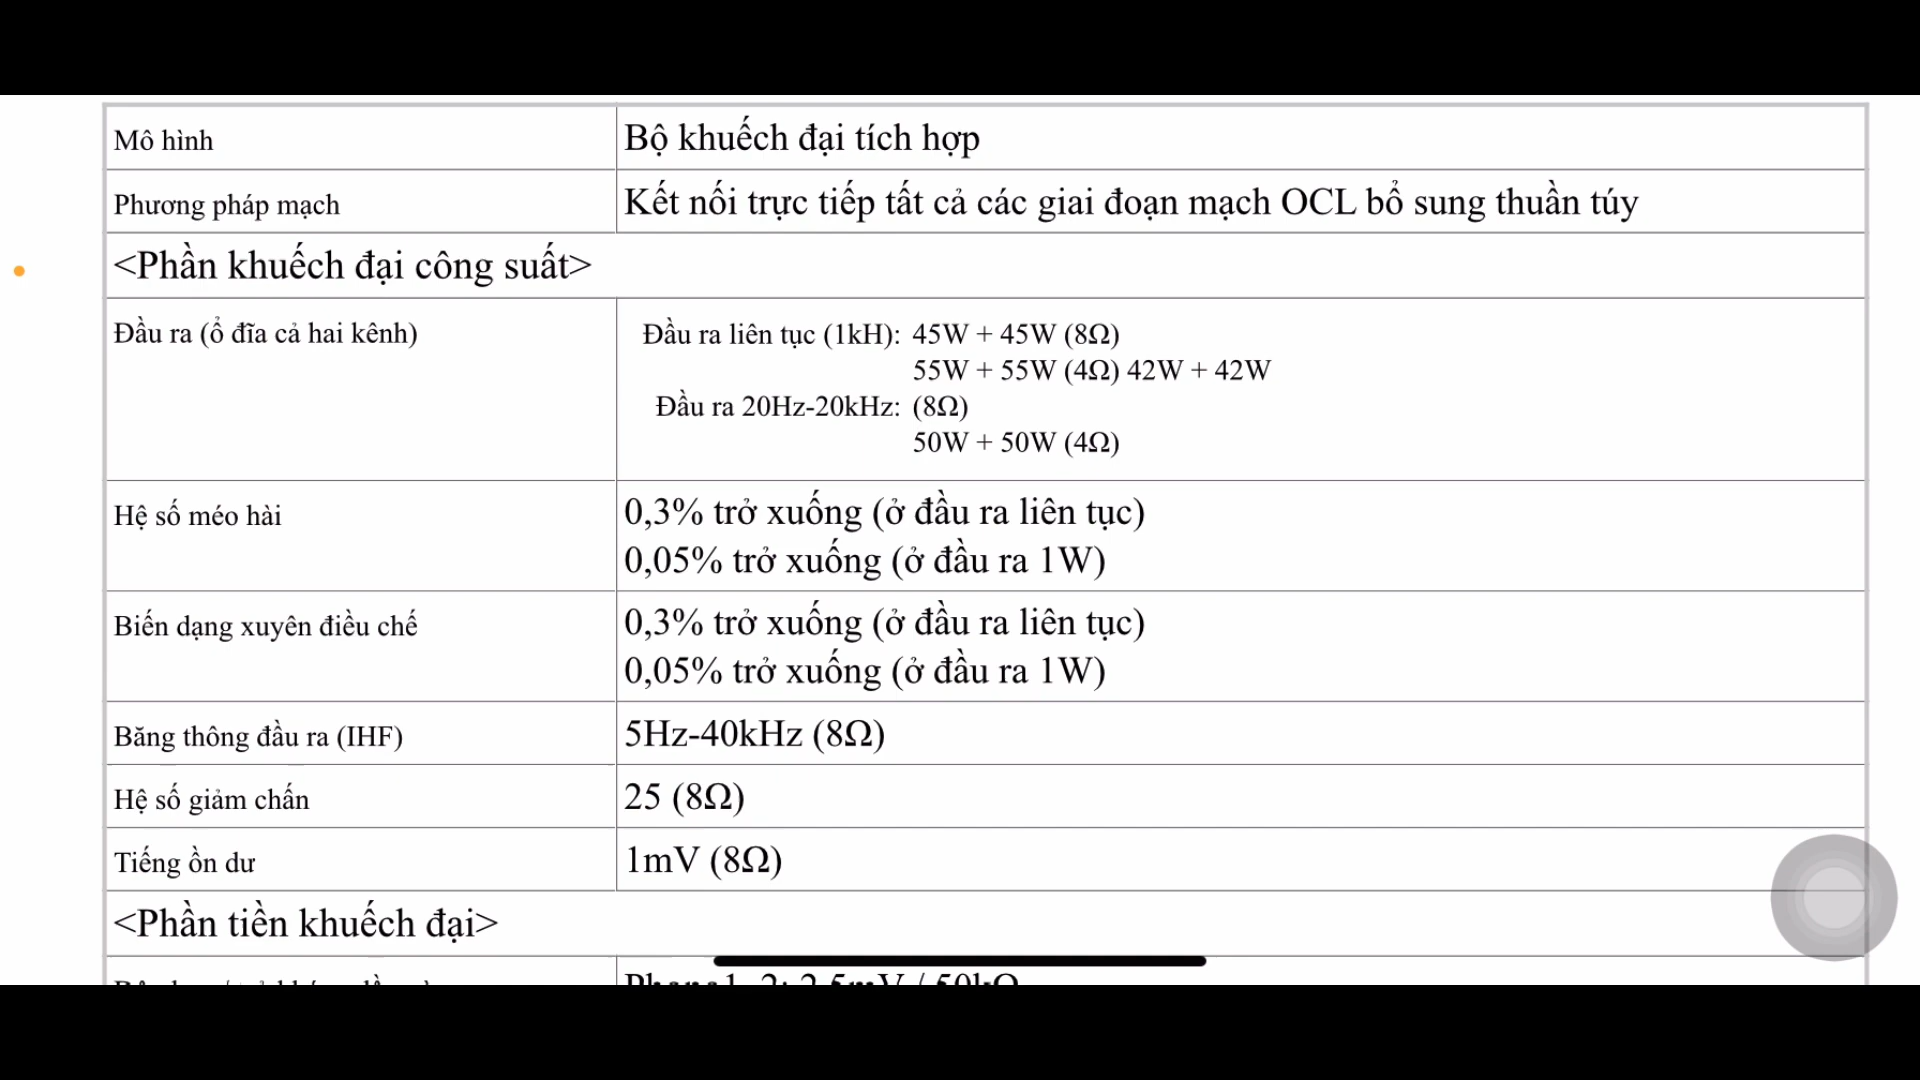 Mô hình
Bộ khuếch đại tích hợp
Phương pháp mạch
Kết nối trực tiếp tất cả các giai đoạn mạch OCL bổ sung thuần túy
<Phần khuếch đại công suất>
Đầu ra (ổ đĩa cả hai kênh)
Đầu ra liên tục (1kH): 45W + 45W (8Ω)
55W + 55W (4Ω) 42W + 42W
Đầu ra 20Hz-20kHz: (8Ω)
50W + 50W (4Ω)
Hệ số méo hài
0,3% trở xuống (ở đầu ra liên tục)
0,05% trở xuống (ở đầu ra 1W)
Biến dạng xuyên điều chế
0,3% trở xuống (ở đầu ra liên tục)
0,05% trở xuống (ở đầu ra 1W)
Băng thông đầu ra (IHF)
5Hz-40kHz (8Ω)
Hệ số giảm chấn
25 (8Ω)
Tiếng ồn dư
1mV (8Ω)
<Phần tiền khuếch đại>
2,5mV / 50kΩ